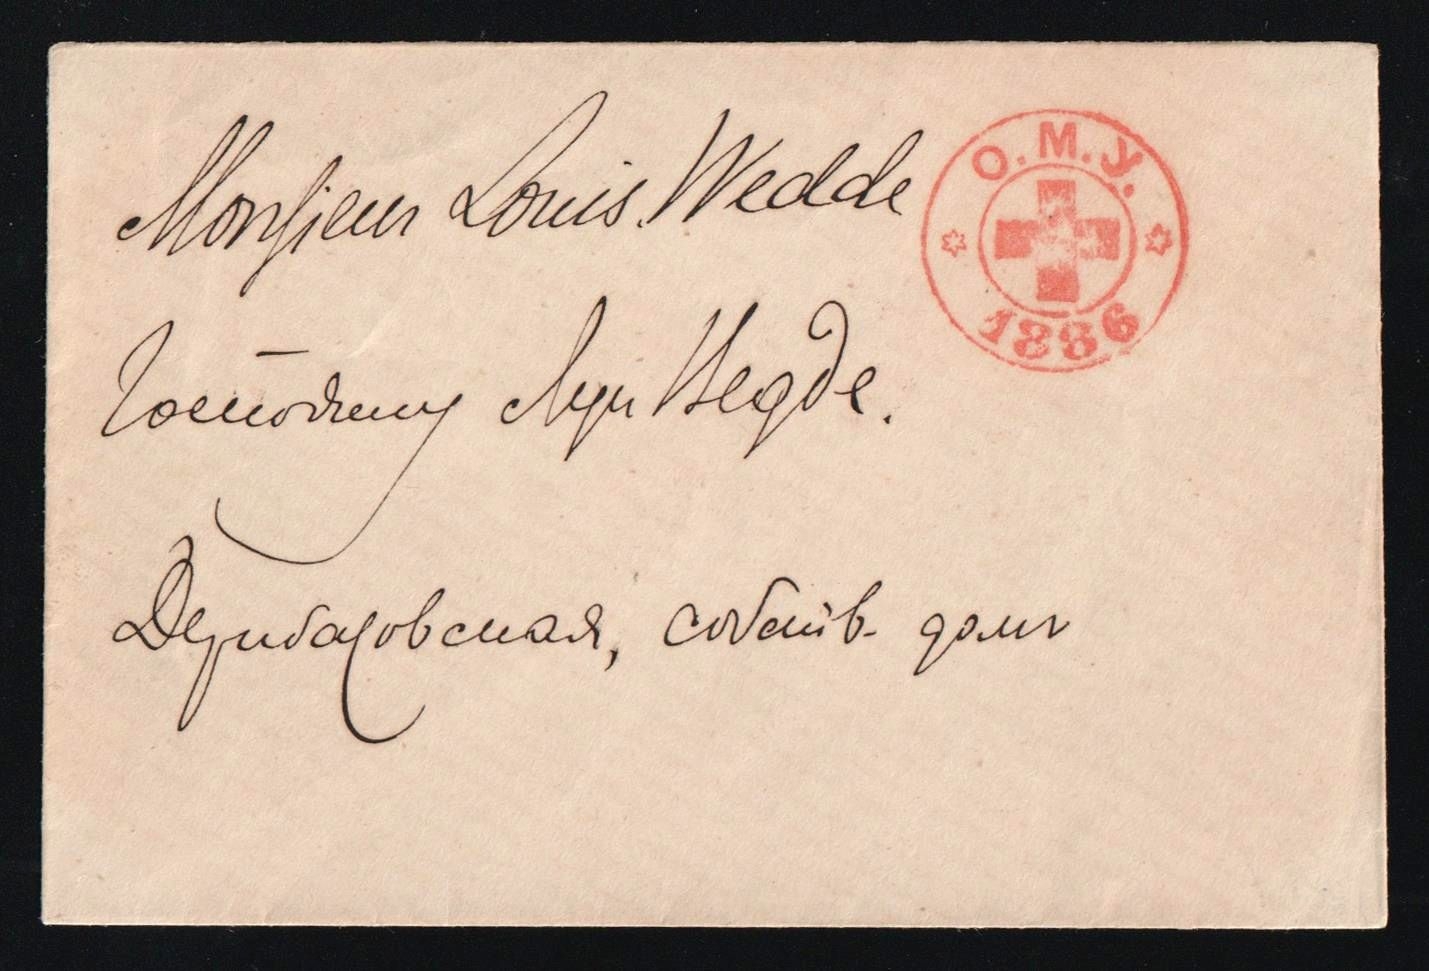 Monsieur Louis Wedde
О.М.У.
1886
Господину Луи Ведде.
Дерибасовская, собств. домъ